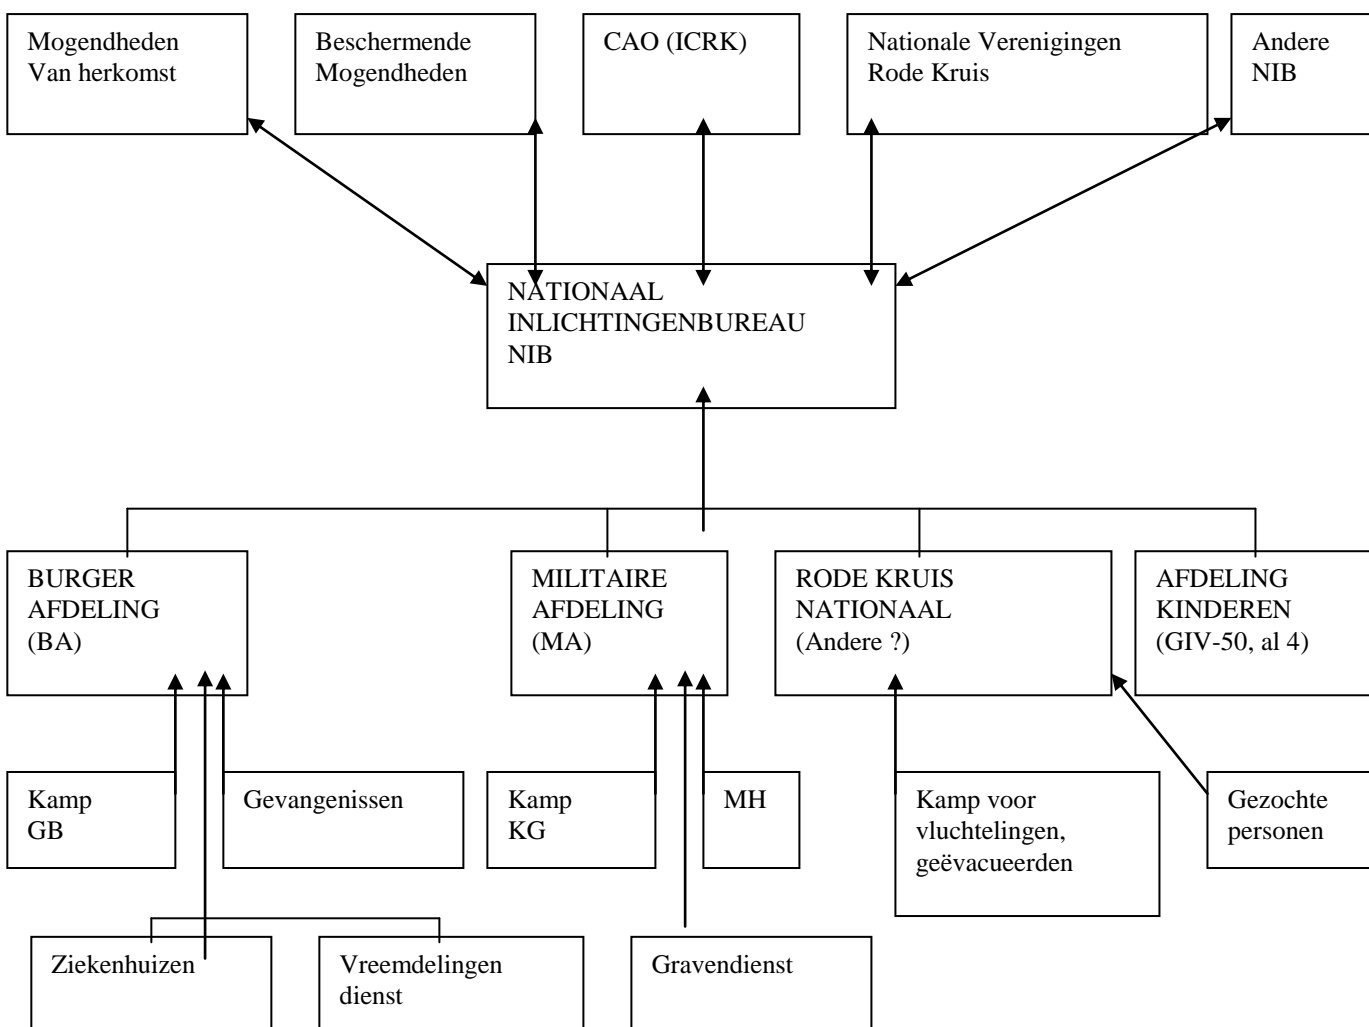 Mogendheden
Van herkomst
Beschermende
Mogendheden
CAO (ICRK)
Nationale Verenigingen
Rode Kruis
Andere
NIB
NATIONAAL
INLICHTINGENBUREAU
NIB
BURGER
AFDELING
(BA)
MILITAIRE
AFDELING
(MA)
RODE KRUIS
NATIONAAL
(Andere ?)
AFDELING
KINDEREN
(GIV-50, al 4)
Kamp
GB
Gevangenissen
Kamp
KG
MH
Kamp voor
vluchtelingen,
geëvacueerden
Gezochte
personen
Ziekenhuizen
Vreemdelingen
dienst
Gravendienst